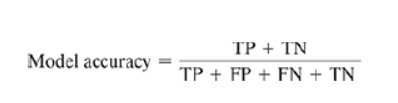 Model accuracy = TP + TN
TP + FP + FN + TN